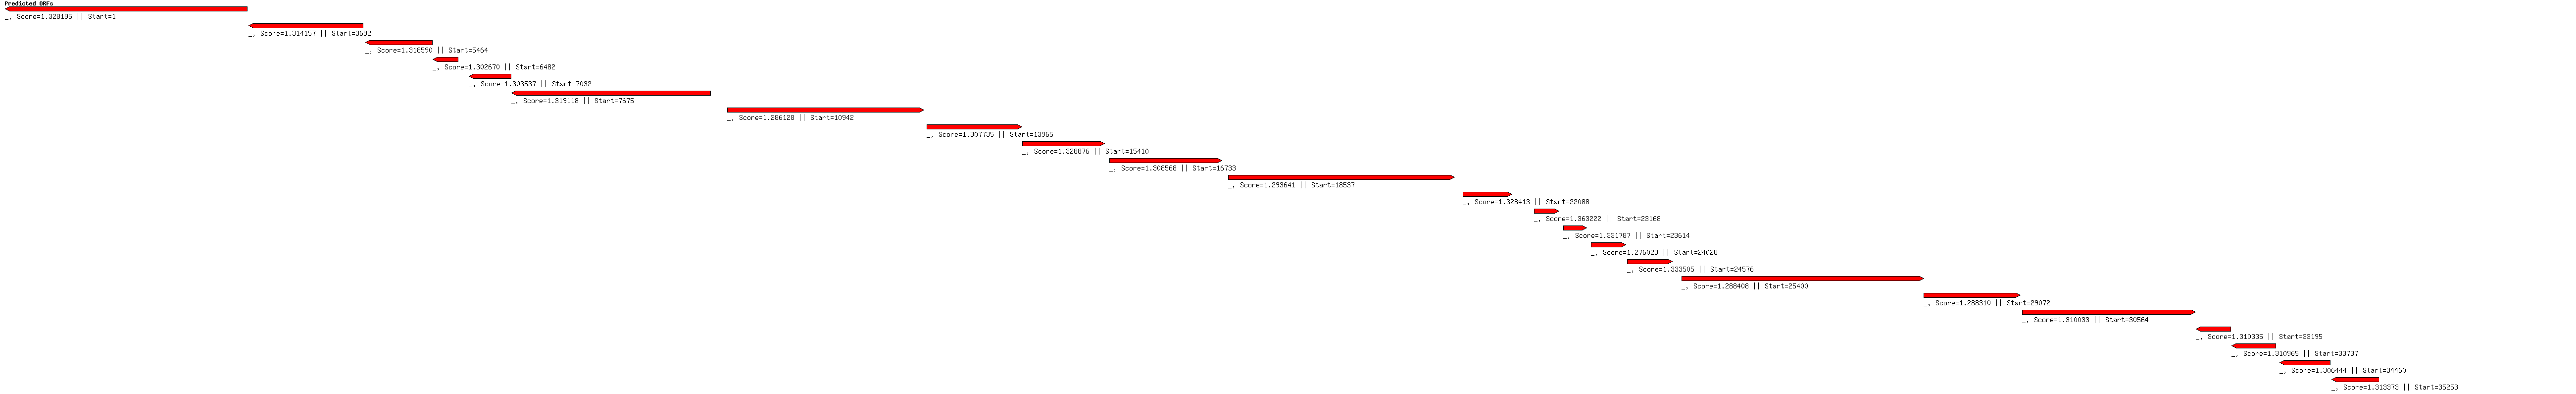 Predicted ORFs
_, Score=1.328195 || Start=1
_, Score=1.314157 || Start=3692
_, Score=1.318590 || Start=5464
_, Score=1.302670 || Start=6482
_, Score=1.303537 || Start=7032
_, Score=1.319118 || Start=7675
_, Score=1.286128 || Start=10942
_, Score=1.307735 || Start=13965
_, Score=1.328876 || Start=15410
_, Score=1.308568 || Start=16733
_, Score=1.293641 || Start=18537
_, Score=1.328413 || Start=22088
_, Score=1.363222 || Start=23168
_, Score=1.331787 || Start=23614
_, Score=1.276023 || Start=24028
_, Score=1.333505 || Start=24576
_, Score=1.288408 || Start=25400
_, Score=1.288310 || Start=29072
_, Score=1.310033 || Start=30564
_, Score=1.310335 || Start=33195
_, Score=1.310965 || Start=33737
_, Score=1.306444 || Start=34460
_, Score=1.313373 || Start=35253